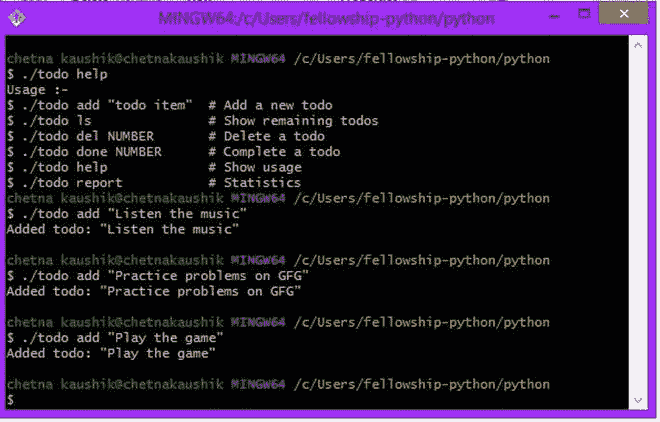 MINGW64:/c/Users/fellowship-python/python
chetna kaushik@chetnakaushik MINGW64 /c/Users/fellowship-python/python
$ ./todo help
Usage :-
$ ./todo add "todo item"  # Add a new todo
$ ./todo ls               # Show remaining todos
$ ./todo del NUMBER       # Delete a todo
$ ./todo done NUMBER      # Complete a todo
$ ./todo help             # Show usage
$ ./todo report           # Statistics
chetna kaushik@chetnakaushik MINGW64 /c/Users/fellowship-python/python
$ ./todo add "Listen the music"
Added todo: "Listen the music"
chetna kaushik@chetnakaushik MINGW64 /c/Users/fellowship-python/python
$ ./todo add "Practice problems on GFG"
Added todo: "Practice problems on GFG"
chetna kaushik@chetnakaushik MINGW64 /c/Users/fellowship-python/python
$ ./todo add "Play the game"
Added todo: "Play the game"
chetna kaushik@chetnakaushik MINGW64 /c/Users/fellowship-python/python
$